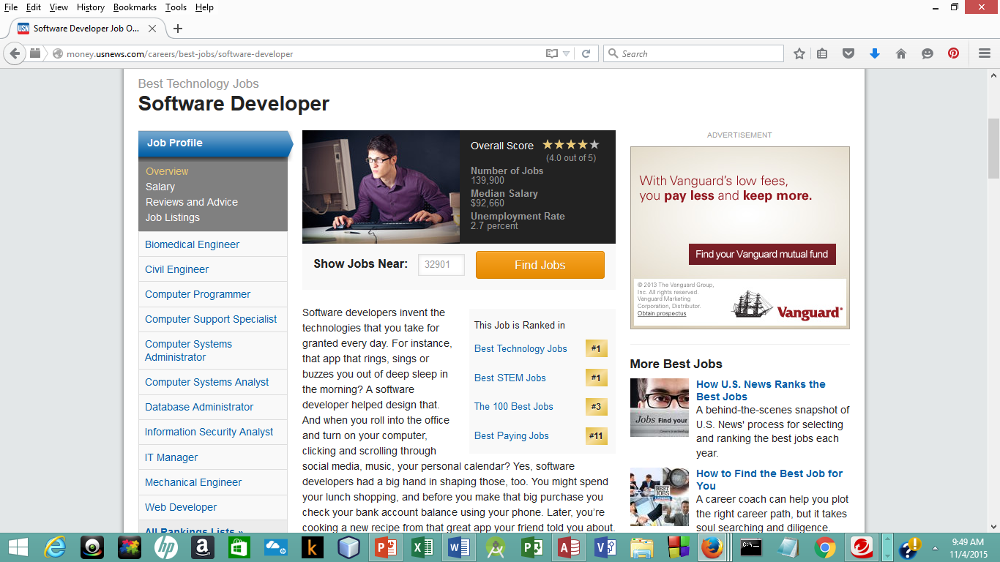 File Edit View History Bookmarks Tools Help
USN Software Developer Job O...
money.usnews.com/careers/best-jobs/software-developer
Search
Best Technology Jobs
Software Developer
Job Profile
Overview
Salary
Reviews and Advice
Job Listings
Biomedical Engineer
Civil Engineer
Computer Programmer
Computer Support Specialist
Computer Systems
Administrator
Computer Systems Analyst
Database Administrator
Information Security Analyst
IT Manager
Mechanical Engineer
Web Developer
All Rankings Lists »
Overall Score
(4.0 out of 5)
Number of Jobs
139,900
Median Salary
$92,660
Unemployment Rate
2.7 percent
Show Jobs Near: 32901 Find Jobs
Software developers invent the
technologies that you take for
granted every day. For instance,
that app that rings, sings or
buzzes you out of deep sleep in
the morning? A software
developer helped design that.
And when you roll into the office
and turn on your computer,
clicking and scrolling through
social media, music, your personal calendar? Yes, software
developers had a big hand in shaping those, too. You might spend
your lunch shopping, and before you make that big purchase you
check your bank account balance using your phone. Later, you're
cooking a new recipe from that great app your friend told you about.
This Job is Ranked in
Best Technology Jobs #1
Best STEM Jobs #1
The 100 Best Jobs #3
Best Paying Jobs #11
ADVERTISEMENT
With Vanguard's low fees,
you pay less and keep more.
Find your Vanguard mutual fund
© 2013 The Vanguard Group,
Inc. All rights reserved.
Vanguard Marketing
Corporation, Distributor.
Obtain prospectus
Vanguard
More Best Jobs
How U.S. News Ranks the
Best Jobs
A behind-the-scenes snapshot of
U.S. News' process for selecting
and ranking the best jobs each
year.
Jobs Find your
How to Find the Best Job for
You
A career coach can help you plot
the right career path, but it takes
soul searching and diligence.
BEST
JOBS
9:49 AM
11/4/2015